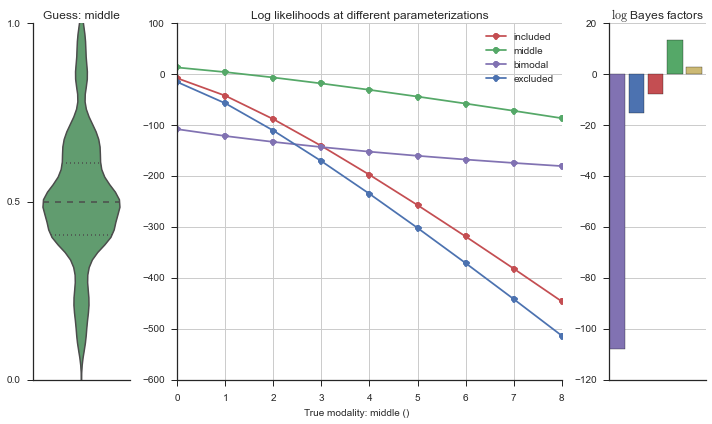 Guess: middle
1.0
0.5
0.0
Log likelihoods at different parameterizations
100
0
−100
−200
−300
−400
−500
−600
included
middle
bimodal
excluded
0 1 2 3 4 5 6 7 8
True modality: middle ()
log Bayes factors
20
0
−20
−40
−60
−80
−100
−120